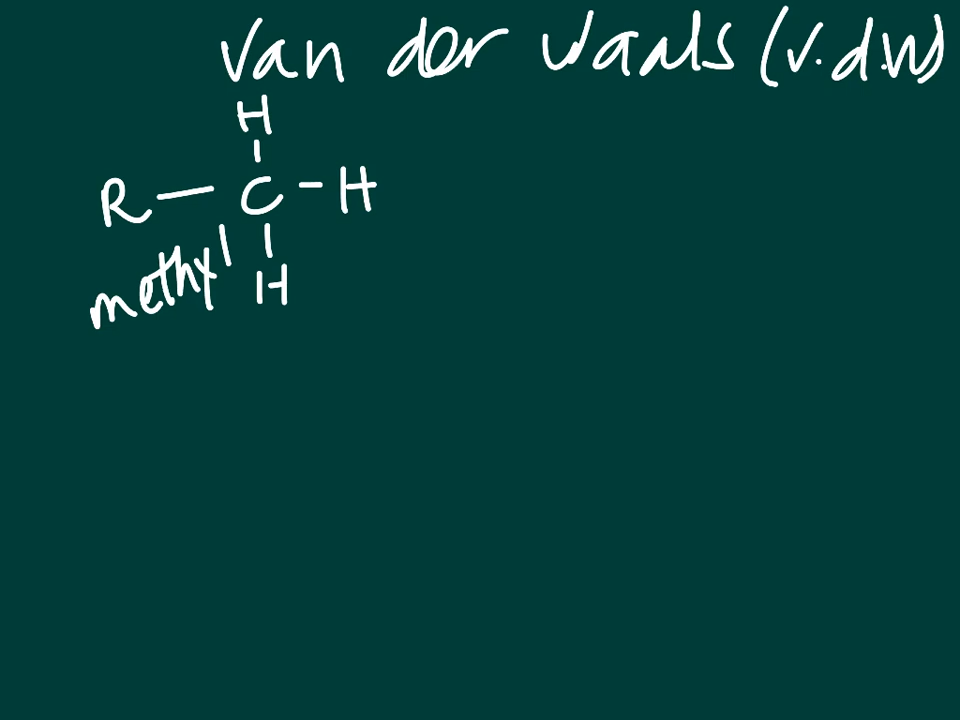 Van der Waals (v.d.w)
H
R — C - H
methyl
H